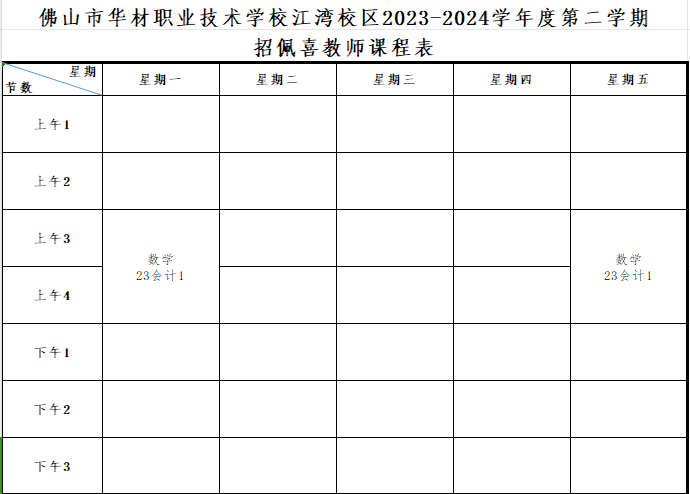 佛山市华材职业技术学校江湾校区2023-2024学年度第二学期
招佩喜教师课程表
星期
节数
星期一
星期二
星期三
星期四
星期五
上午1
上午2
上午3
数学
23会计1
数学
23会计1
上午4
下午1
下午2
下午3